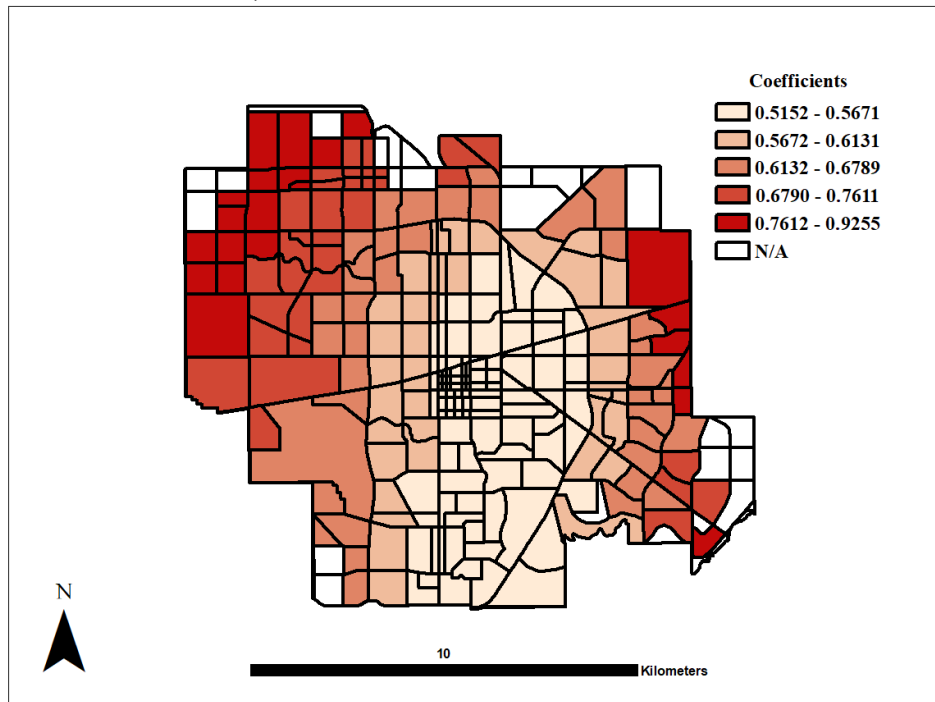 Coefficients
0.5152 - 0.5671
0.5672 - 0.6131
0.6132 - 0.6789
0.6790 - 0.7611
0.7612 - 0.9255
N/A
N
10
Kilometers